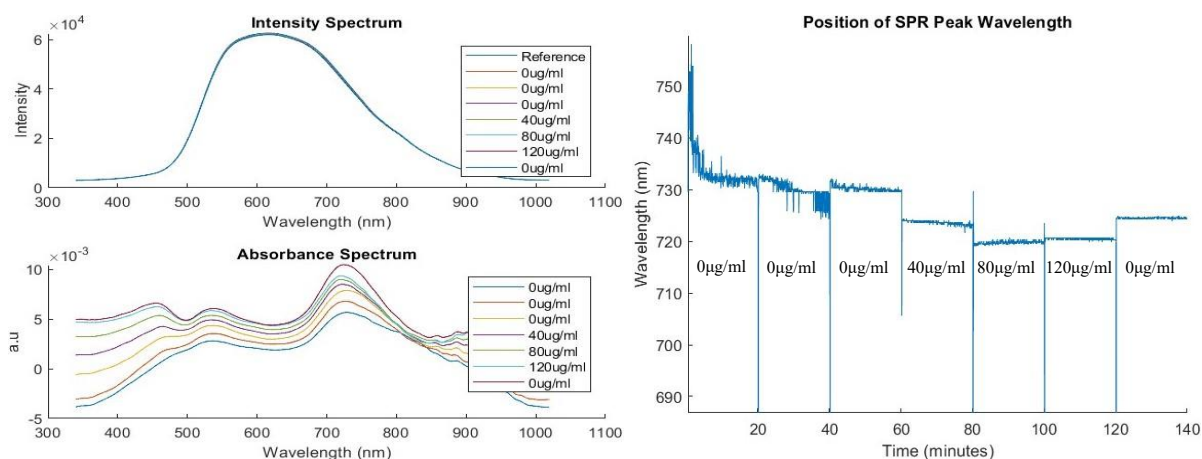 Intensity Spectrum
×10^4
6
4
2
0
Intensity
300 400 500 600 700 800 900 1000 1100
Wavelength (nm)
Reference
0ug/ml
0ug/ml
0ug/ml
40ug/ml
80ug/ml
120ug/ml
0ug/ml
Absorbance Spectrum
×10^-3
10
5
0
-5
a.u
300 400 500 600 700 800 900 1000 1100
Wavelength (nm)
0ug/ml
0ug/ml
0ug/ml
40ug/ml
80ug/ml
120ug/ml
0ug/ml
Position of SPR Peak Wavelength
750
740
730
720
710
700
690
Wavelength (nm)
0µg/ml 0µg/ml 0µg/ml 40µg/ml 80µg/ml 120µg/ml 0µg/ml
20 40 60 80 100 120 140
Time (minutes)